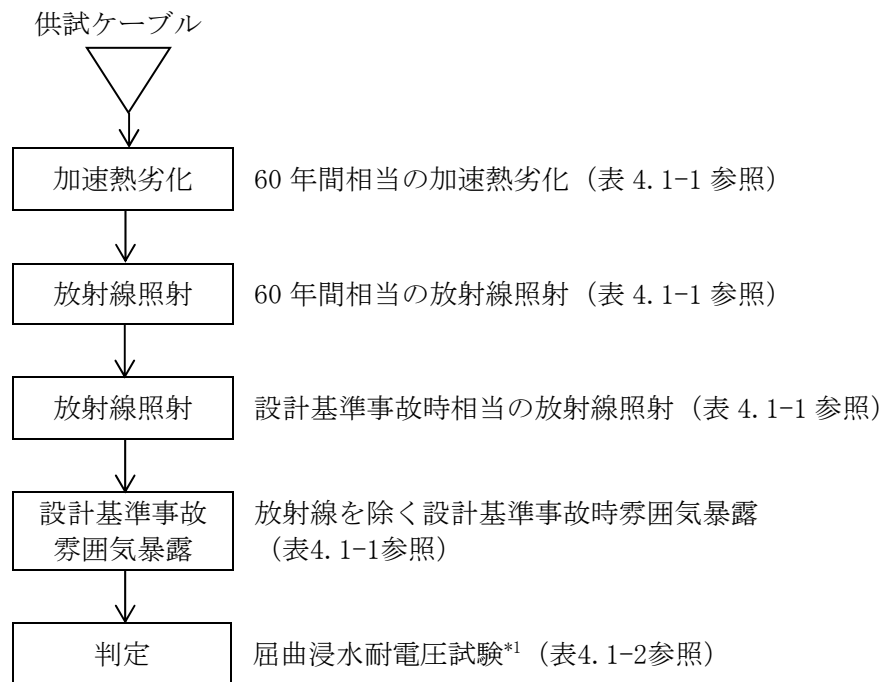 供試ケーブル
加速熱劣化 60 年間相当の加速熱劣化（表 4.1-1 参照）
放射線照射 60 年間相当の放射線照射（表 4.1-1 参照）
放射線照射 設計基準事故時相当の放射線照射（表 4.1-1 参照）
設計基準事故 放射線を除く設計基準事故時雰囲気暴露
雰囲気暴露 （表4.1-1参照）
判定 屈曲浸水耐電圧試験*1（表4.1-2参照）